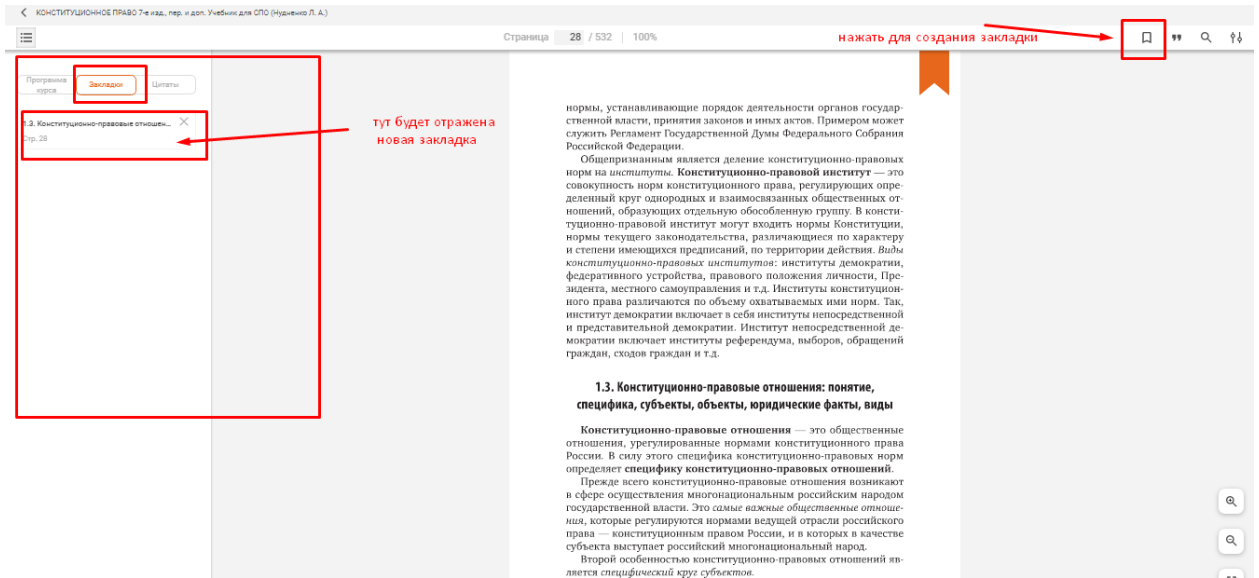 КОНСТИТУЦИОННОЕ ПРАВО 7-е изд., пер. и доп. Учебник для СПО (Нудненко Л. А.)
Страница 28 / 532 | 100%
нажать для создания закладки
Программа курса
Закладки
Цитаты
1.3. Конституционно-правовые отношен...
Стр. 28
тут будет отражена
новая закладка
нормы, устанавливающие порядок деятельности органов государ-
ственной власти, принятия законов и иных актов. Примером может
служить Регламент Государственной Думы Федерального Собрания
Российской Федерации.
Общепризнанным является деление конституционно-правовых
норм на институты. Конституционно-правовой институт — это
совокупность норм конституционного права, регулирующих опре-
деленный круг однородных и взаимосвязанных общественных от-
ношений, образующих отдельную обособленную группу. В консти-
туционно-правовой институт могут входить нормы Конституции,
нормы текущего законодательства, различающиеся по характеру
и степени имеющихся предписаний, по территории действия. Виды
конституционно-правовых институтов: институты демократии,
федеративного устройства, правового положения личности, Пре-
зидента, местного самоуправления и т.д. Институты конституцион-
ного права различаются по объему охватываемых ими норм. Так,
институт демократии включает в себя институты непосредственной
и представительной демократии. Институт непосредственной де-
мократии включает институты референдума, выборов, обращений
граждан, сходов граждан и т.д.
1.3. Конституционно-правовые отношения: понятие,
специфика, субъекты, объекты, юридические факты, виды
Конституционно-правовые отношения — это общественные
отношения, урегулированные нормами конституционного права
России. В силу этого специфика конституционно-правовых норм
определяет специфику конституционно-правовых отношений.
Прежде всего конституционно-правовые отношения возникают
в сфере осуществления многонациональным российским народом
государственной власти. Это самые важные общественные отноше-
ния, которые регулируются нормами ведущей отрасли российского
права — конституционным правом России, и в которых в качестве
субъекта выступает российский многонациональный народ.
Второй особенностью конституционно-правовых отношений яв-
ляется специфический круг субъектов.